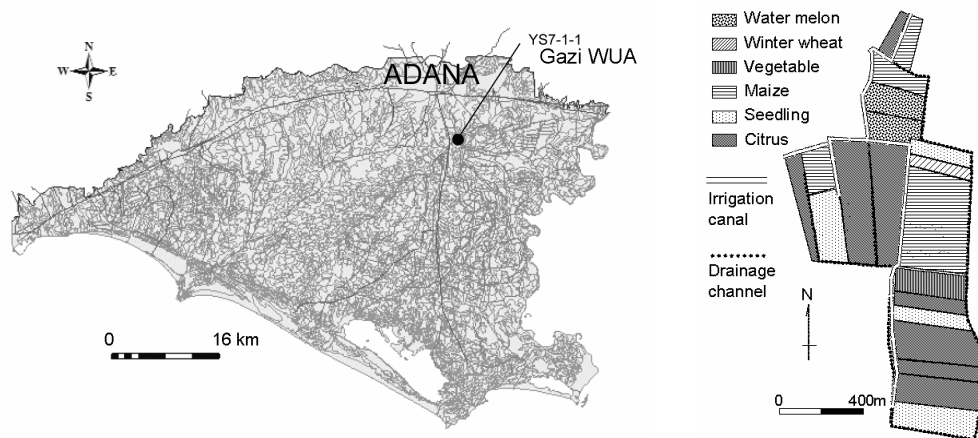 N
W E
S
ADANA
YS7-1-1
Gazi WUA
0 16 km
Water melon
Winter wheat
Vegetable
Maize
Seedling
Citrus
Irrigation
canal
Drainage
channel
N
0 400m